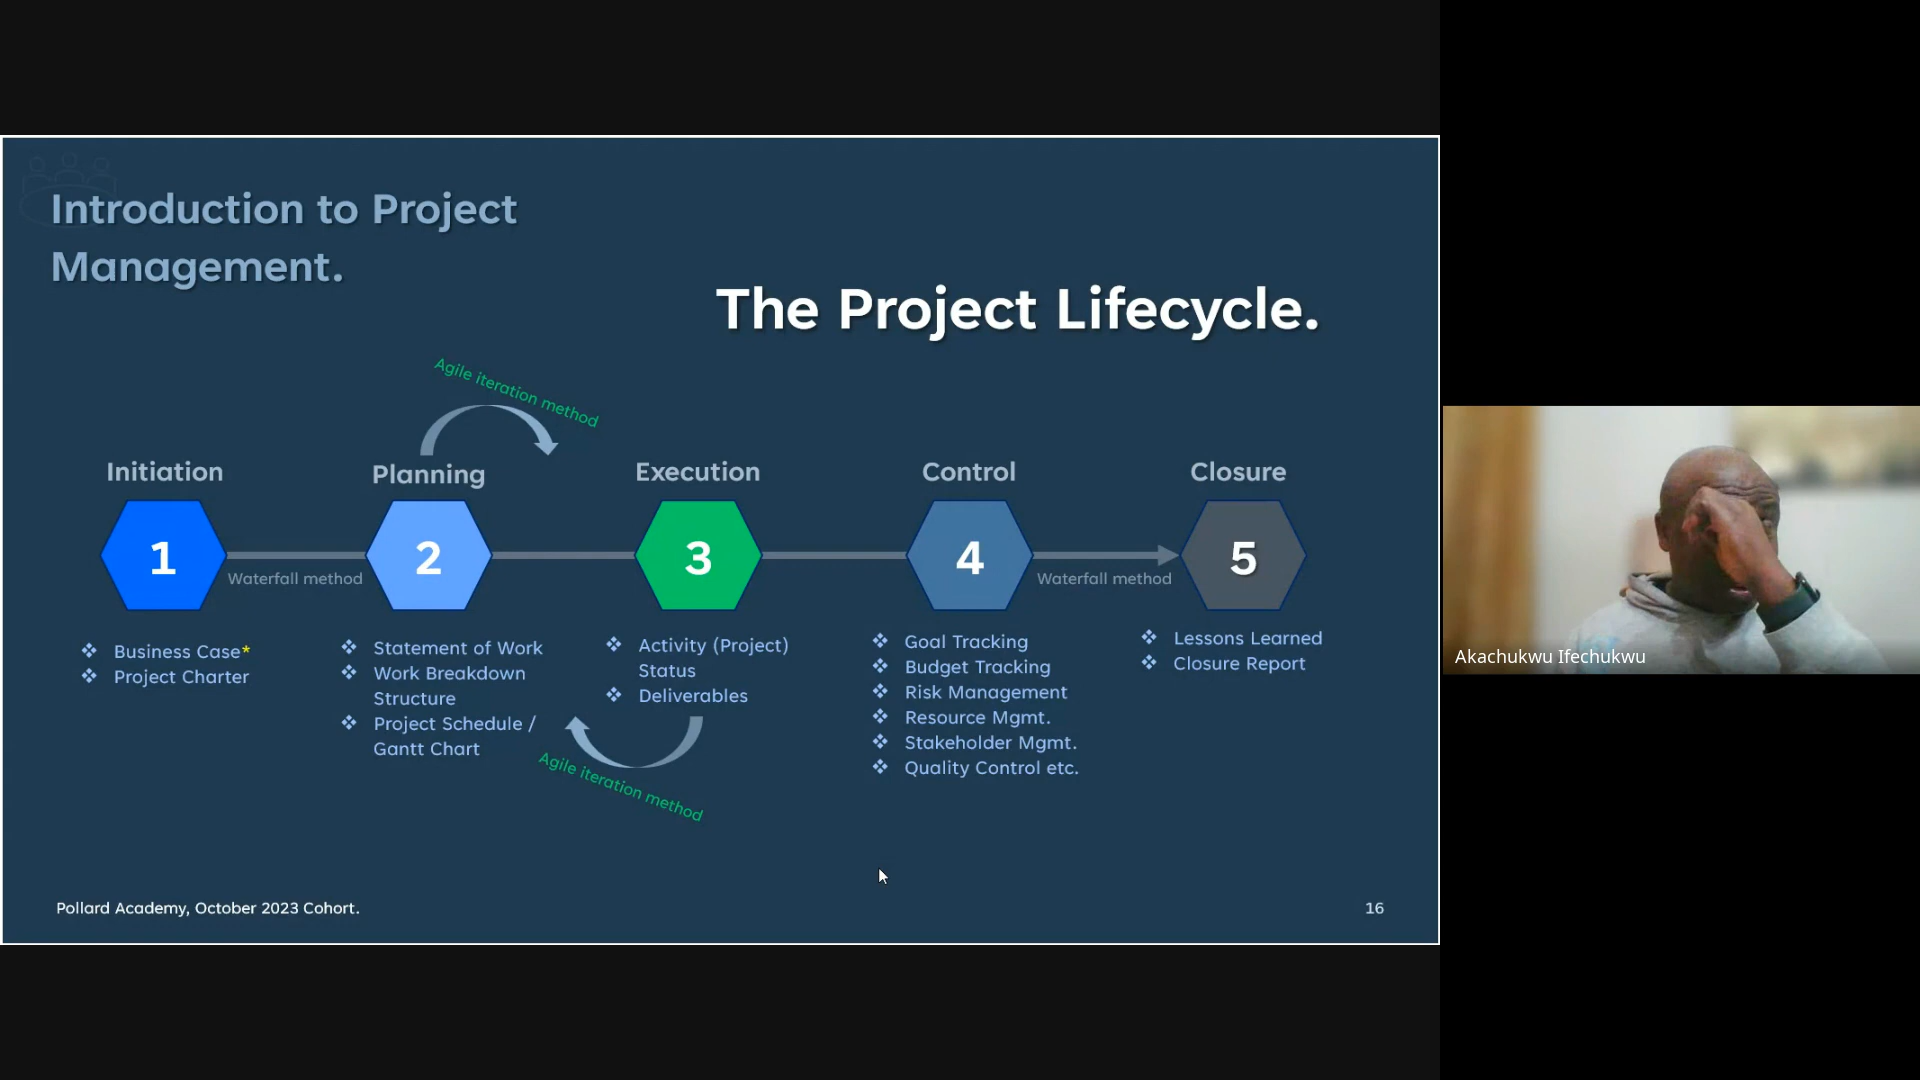 Introduction to Project
Management.
The Project Lifecycle.
Agile iteration method
Initiation
Planning
Execution
Control
Closure
1
2
3
4
5
Waterfall method
Waterfall method
❖ Business Case*
❖ Project Charter
❖ Statement of Work
❖ Work Breakdown
Structure
❖ Project Schedule /
Gantt Chart
❖ Activity (Project)
Status
❖ Deliverables
❖ Goal Tracking
❖ Budget Tracking
❖ Risk Management
❖ Resource Mgmt.
❖ Stakeholder Mgmt.
❖ Quality Control etc.
❖ Lessons Learned
❖ Closure Report
Agile iteration method
Pollard Academy, October 2023 Cohort.
16
Akachukwu Ifechukwu